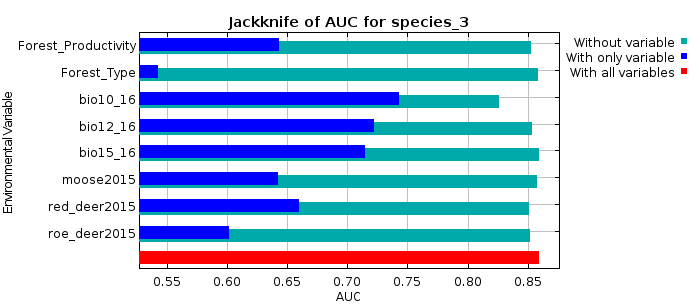 Jackknife of AUC for species_3
Without variable
With only variable
With all variables
Environmental Variable
Forest_Productivity
Forest_Type
bio10_16
bio12_16
bio15_16
moose2015
red_deer2015
roe_deer2015
0.55 0.60 0.65 0.70 0.75 0.80 0.85
AUC